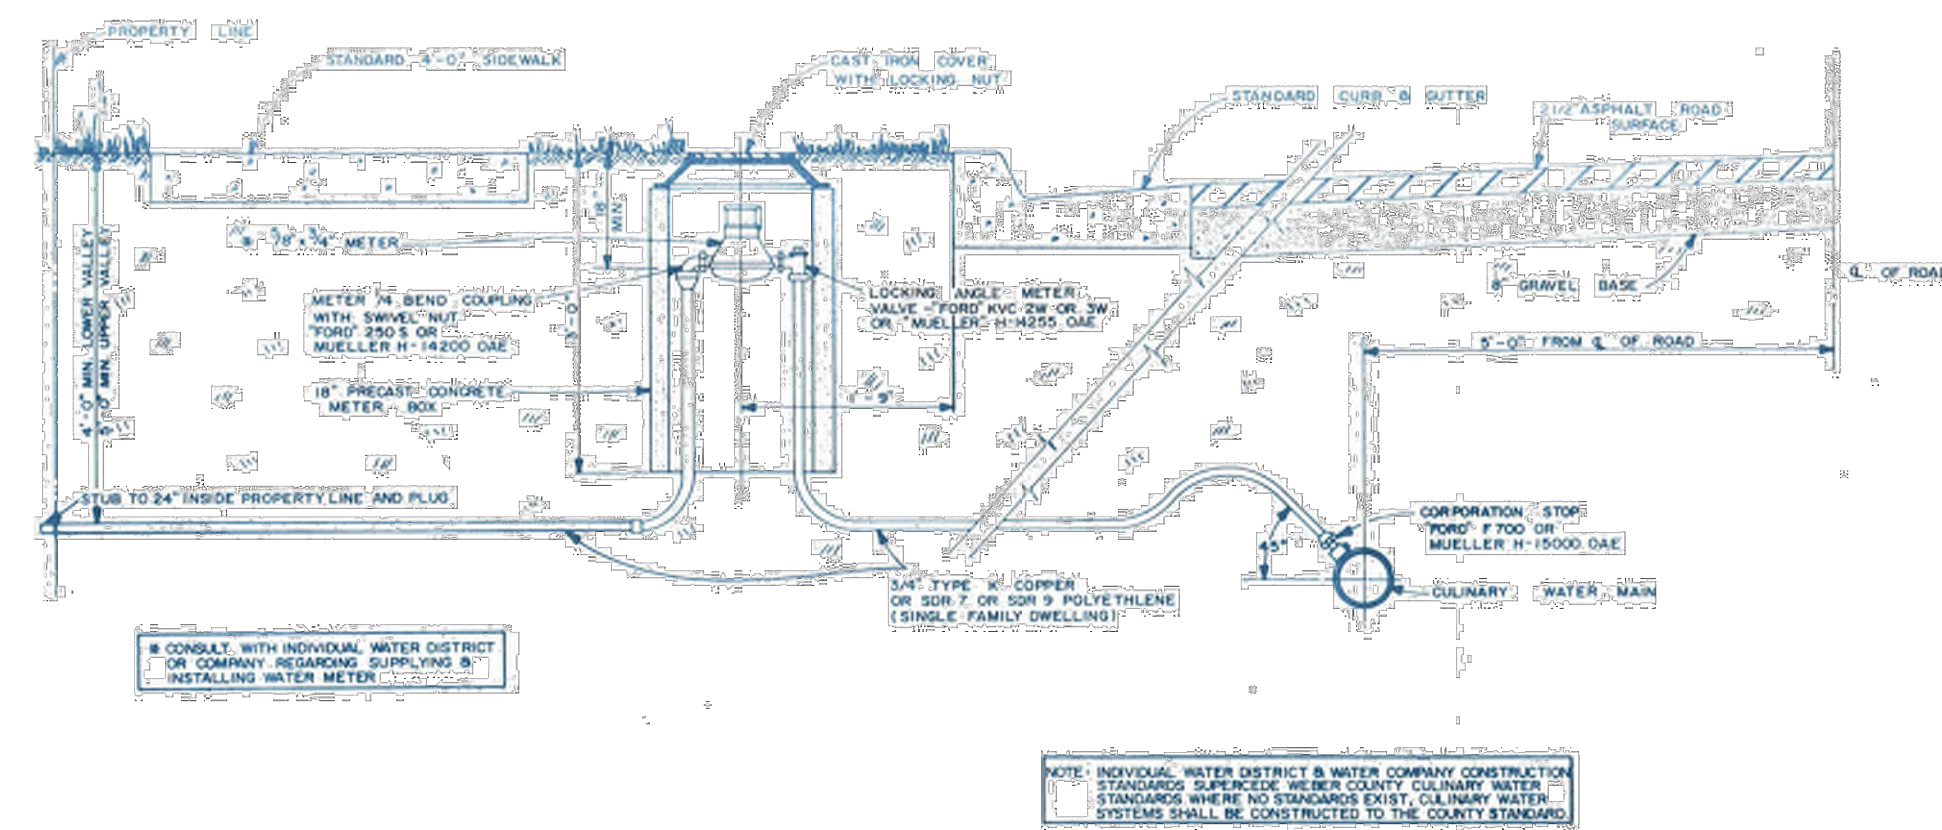 PROPERTY LINE
STANDARD 4'-0" SIDEWALK
CAST IRON COVER
WITH LOCKING NUT
STANDARD CURB & GUTTER
2 1/2" ASPHALT ROAD
SURFACE
* - 5/8" x 3/4" METER
MIN.
4'-0" MIN. LOWER VALLEY
MIN. UPPER VALLEY
METER 1/4 BEND COUPLING
WITH SWIVEL NUT
"FORD" 250 S OR
MUELLER H-14200 OAE
LOCKING ANGLE METER
VALVE - "FORD" KVC 2W OR 3W
OR "MUELLER" H-14255 OAE
8" GRAVEL BASE
℄ OF ROAD
5'-0" FROM ℄ OF ROAD
18" PRECAST CONCRETE
METER BOX
1'-9"
STUB TO 24" INSIDE PROPERTY LINE AND PLUG
CORPORATION STOP
"FORD" F 700 OR
MUELLER H-15000 OAE
45°
3/4" TYPE "K" COPPER
OR SDR 7 OR SDR 9 POLYETHLENE
(SINGLE FAMILY DWELLING)
CULINARY WATER MAIN
* CONSULT WITH INDIVIDUAL WATER DISTRICT
OR COMPANY REGARDING SUPPLYING &
INSTALLING WATER METER
NOTE: INDIVIDUAL WATER DISTRICT & WATER COMPANY CONSTRUCTION
STANDARDS SUPERCEDE WEBER COUNTY CULINARY WATER
STANDARDS. WHERE NO STANDARDS EXIST, CULINARY WATER
SYSTEMS SHALL BE CONSTRUCTED TO THE COUNTY STANDARD.